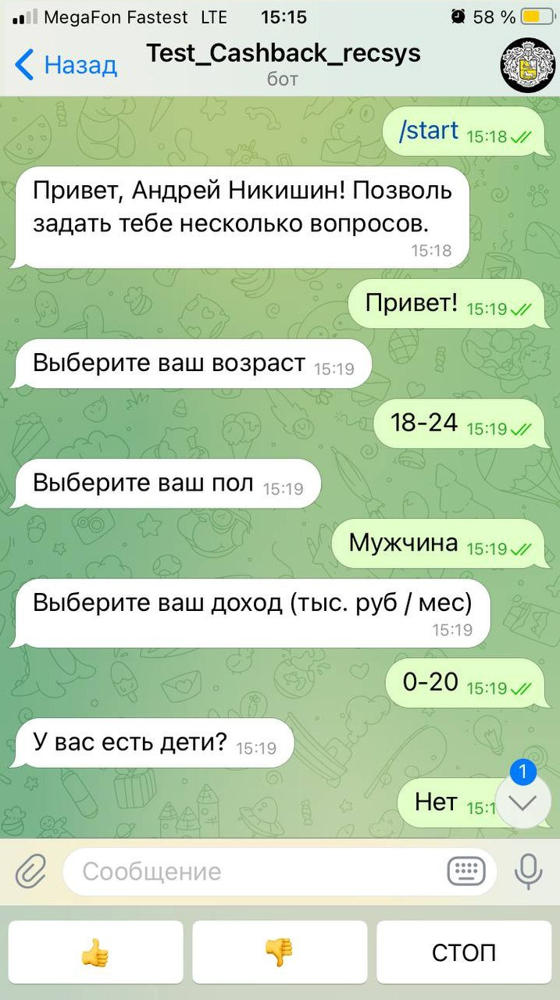 MegaFon Fastest LTE 15:15 58 %
Назад Test_Cashback_recsys
бот
/start 15:18
Привет, Андрей Никишин! Позволь
задать тебе несколько вопросов.
15:18
Привет! 15:19
Выберите ваш возраст 15:19
18-24 15:19
Выберите ваш пол 15:19
Мужчина 15:19
Выберите ваш доход (тыс. руб / мес)
15:19
0-20 15:19
У вас есть дети? 15:19
1
Нет 15:1
Сообщение
СТОП